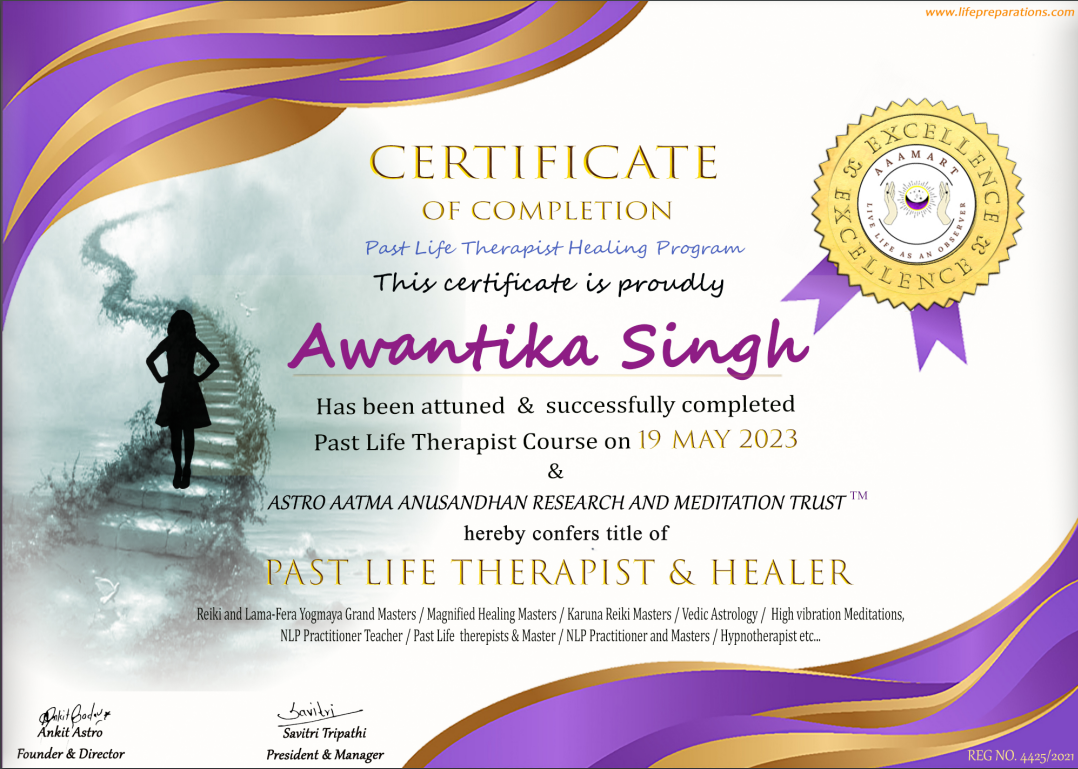 www.lifepreparations.com
CERTIFICATE
OF COMPLETION
Past Life Therapist Healing Program
This certificate is proudly
Awantika Singh
Has been attuned & successfully completed
Past Life Therapist Course on 19 MAY 2023
&
ASTRO AATMA ANUSANDHAN RESEARCH AND MEDITATION TRUST™
hereby confers title of
PAST LIFE THERAPIST & HEALER
Reiki and Lama-Fera Yogmaya Grand Masters / Magnified Healing Masters / Karuna Reiki Masters / Vedic Astrology / High vibration Meditations,
NLP Practitioner Teacher / Past Life therepists & Master / NLP Practitioner and Masters / Hypnotherapist etc...
& EXCELLENCE & EXCELLENCE
AAAMART
LIVE LIFE AS AN OBSERVER
Ankit Astro
Founder & Director
Savitri
Savitri Tripathi
President & Manager
REG NO. 4425/2021